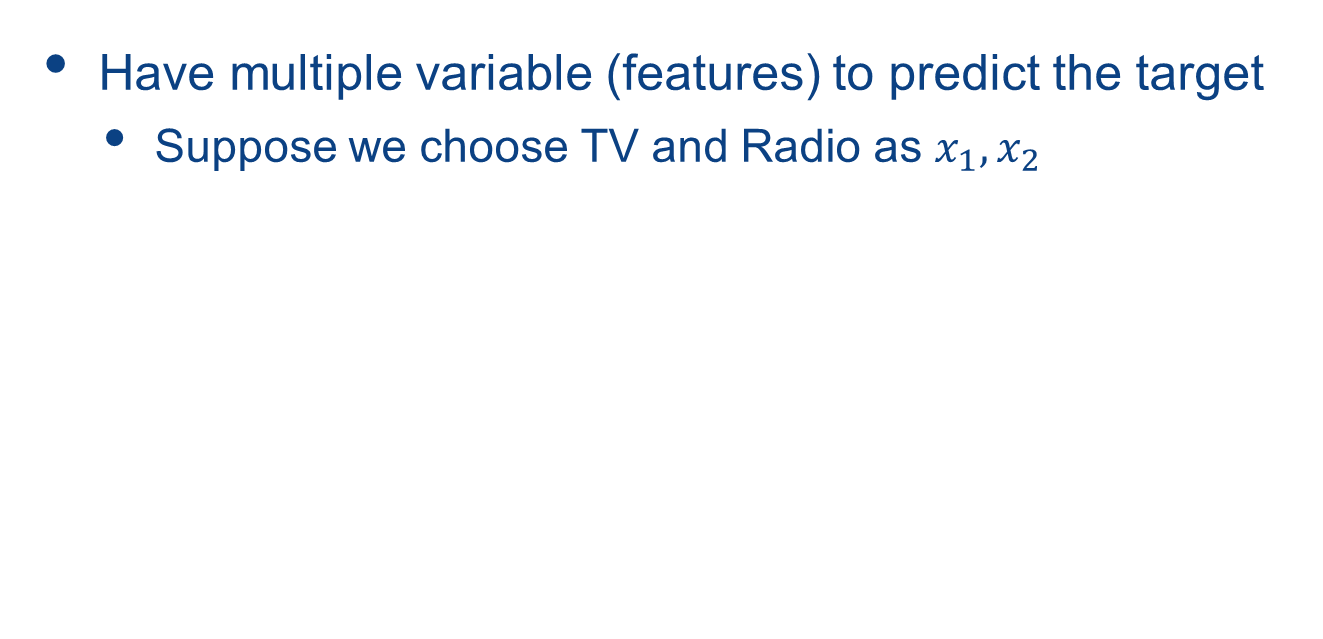 • Have multiple variable (features) to predict the target
• Suppose we choose TV and Radio as 𝑥₁, 𝑥₂